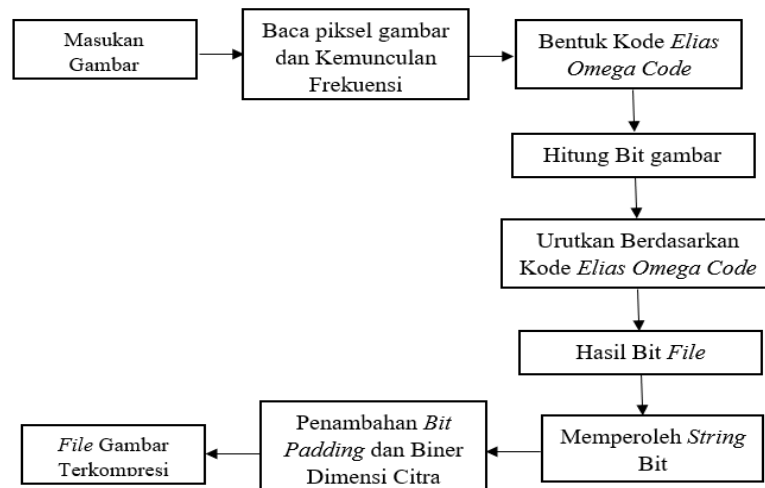 Masukan
Gambar
Baca piksel gambar
dan Kemunculan
Frekuensi
Bentuk Kode Elias
Omega Code
Hitung Bit gambar
Urutkan Berdasarkan
Kode Elias Omega Code
Hasil Bit File
Memperoleh String
Bit
Penambahan Bit
Padding dan Biner
Dimensi Citra
File Gambar
Terkompresi